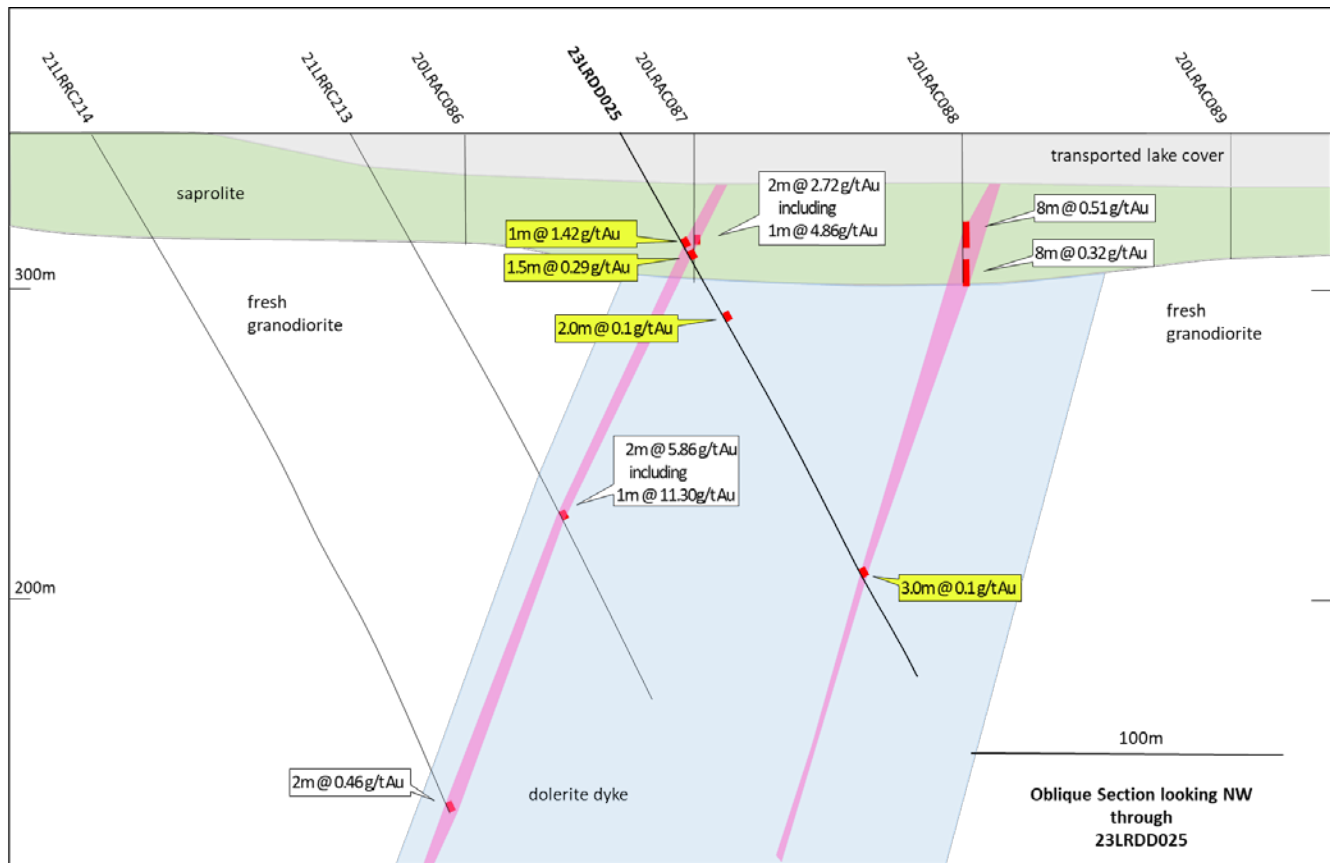 21LRRC214
21LRRC213
20LRAC086
23LRDD025
20LRAC087
20LRAC088
20LRAC089
transported lake cover
saprolite
2m @ 2.72 g/tAu
including
1m @ 4.86g/tAu
8m @ 0.51g/tAu
1m @ 1.42g/tAu
8m @ 0.32g/tAu
1.5m @ 0.29g/tAu
300m
fresh
granodiorite
fresh
granodiorite
2.0m @ 0.1g/tAu
2m @ 5.86 g/tAu
including
1m @ 11.30g/tAu
200m
3.0m @ 0.1g/tAu
100m
2m @ 0.46g/tAu
dolerite dyke
Oblique Section looking NW
through
23LRDD025